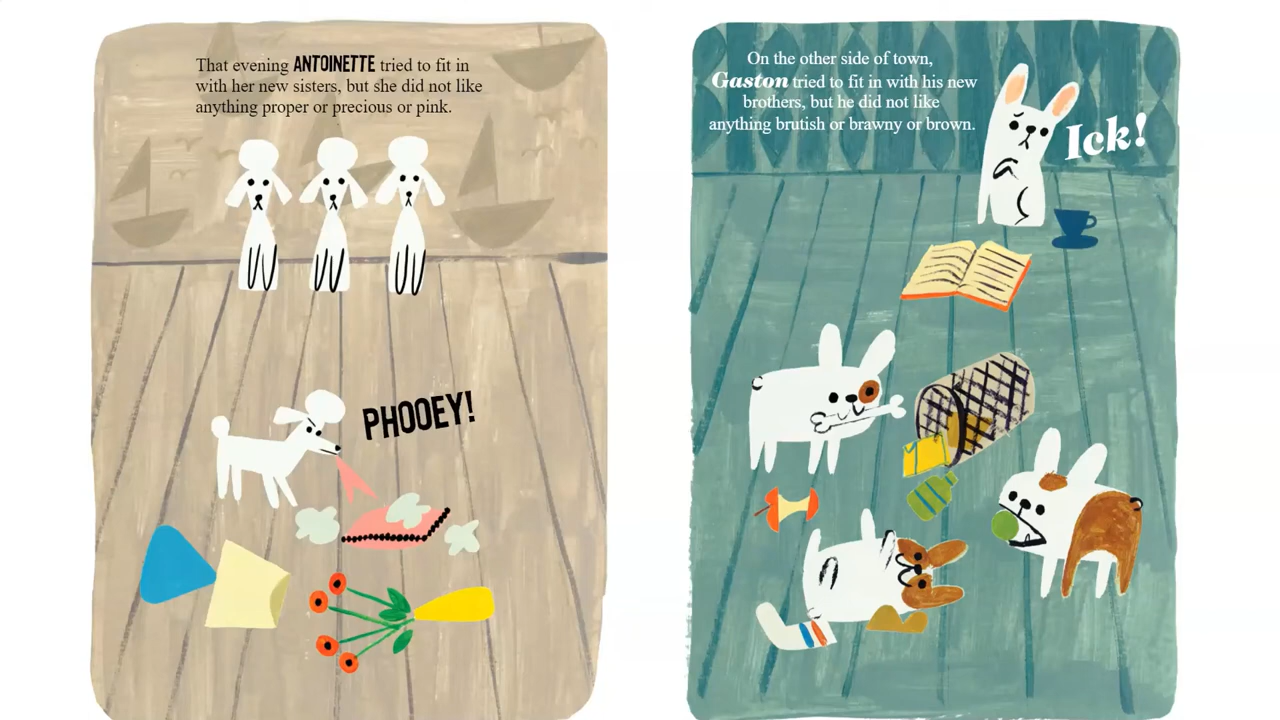 That evening ANTOINETTE tried to fit in
with her new sisters, but she did not like
anything proper or precious or pink.
PHOOEY!
On the other side of town,
Gaston tried to fit in with his new
brothers, but he did not like
anything brutish or brawny or brown.
Ick!